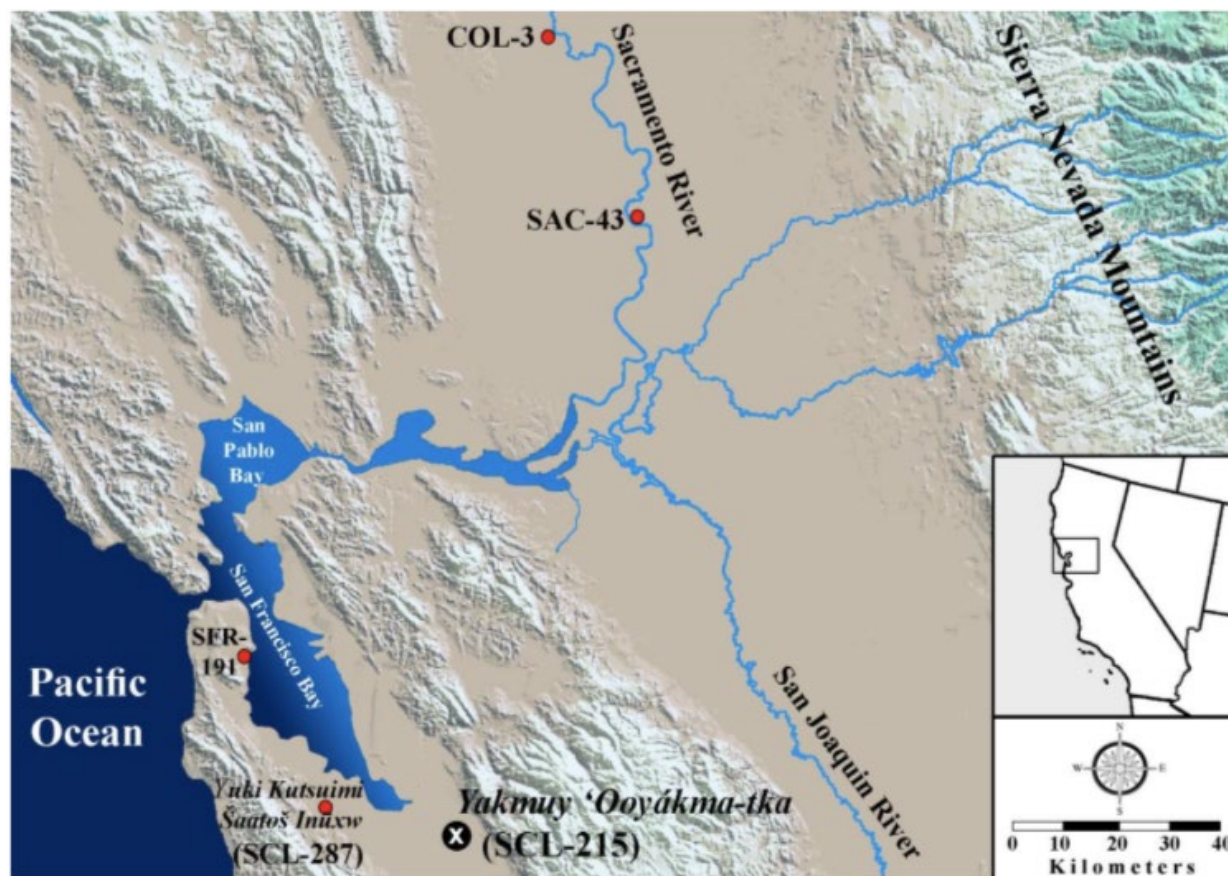 COL-3
Sacramento River
Sierra Nevada Mountains
SAC-43
San
Pablo
Bay
San Francisco Bay
SFR-
191
Pacific
Ocean
San Joaquin River
Yuki Kutsuimi
Šaatoš Inūxw
(SCL-287)
Yakmuy ‘Ooyákma-tka
(SCL-215)
X
N
W
E
S
0 10 20 30 40
Kilometers